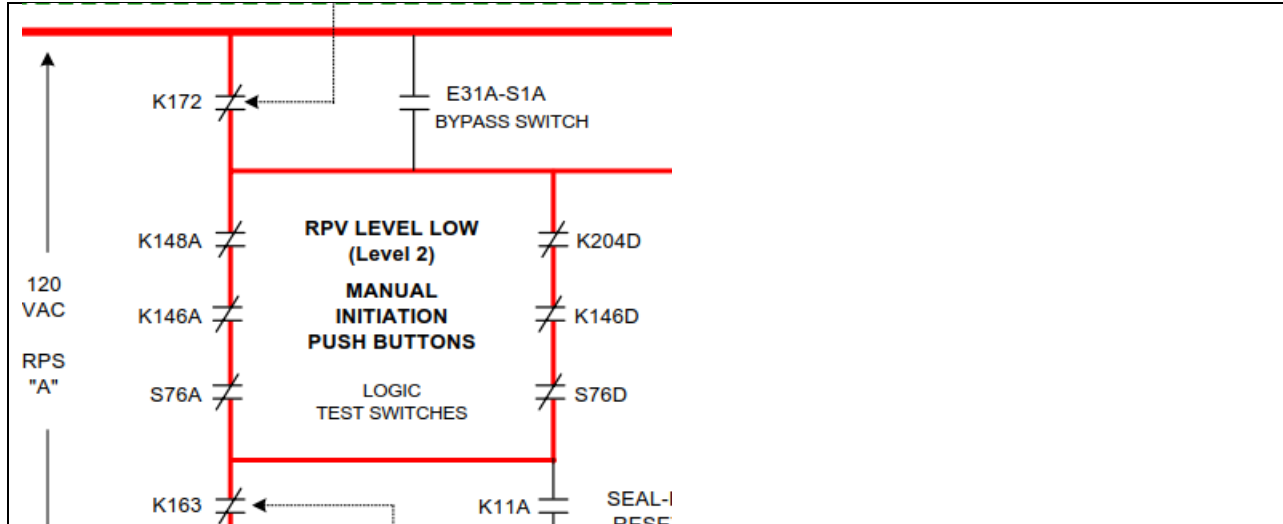 K172
E31A-S1A
BYPASS SWITCH
K148A
RPV LEVEL LOW
(Level 2)
K204D
120
VAC
RPS
"A"
K146A
MANUAL
INITIATION
PUSH BUTTONS
K146D
S76A
LOGIC
TEST SWITCHES
S76D
K163
K11A
SEAL-